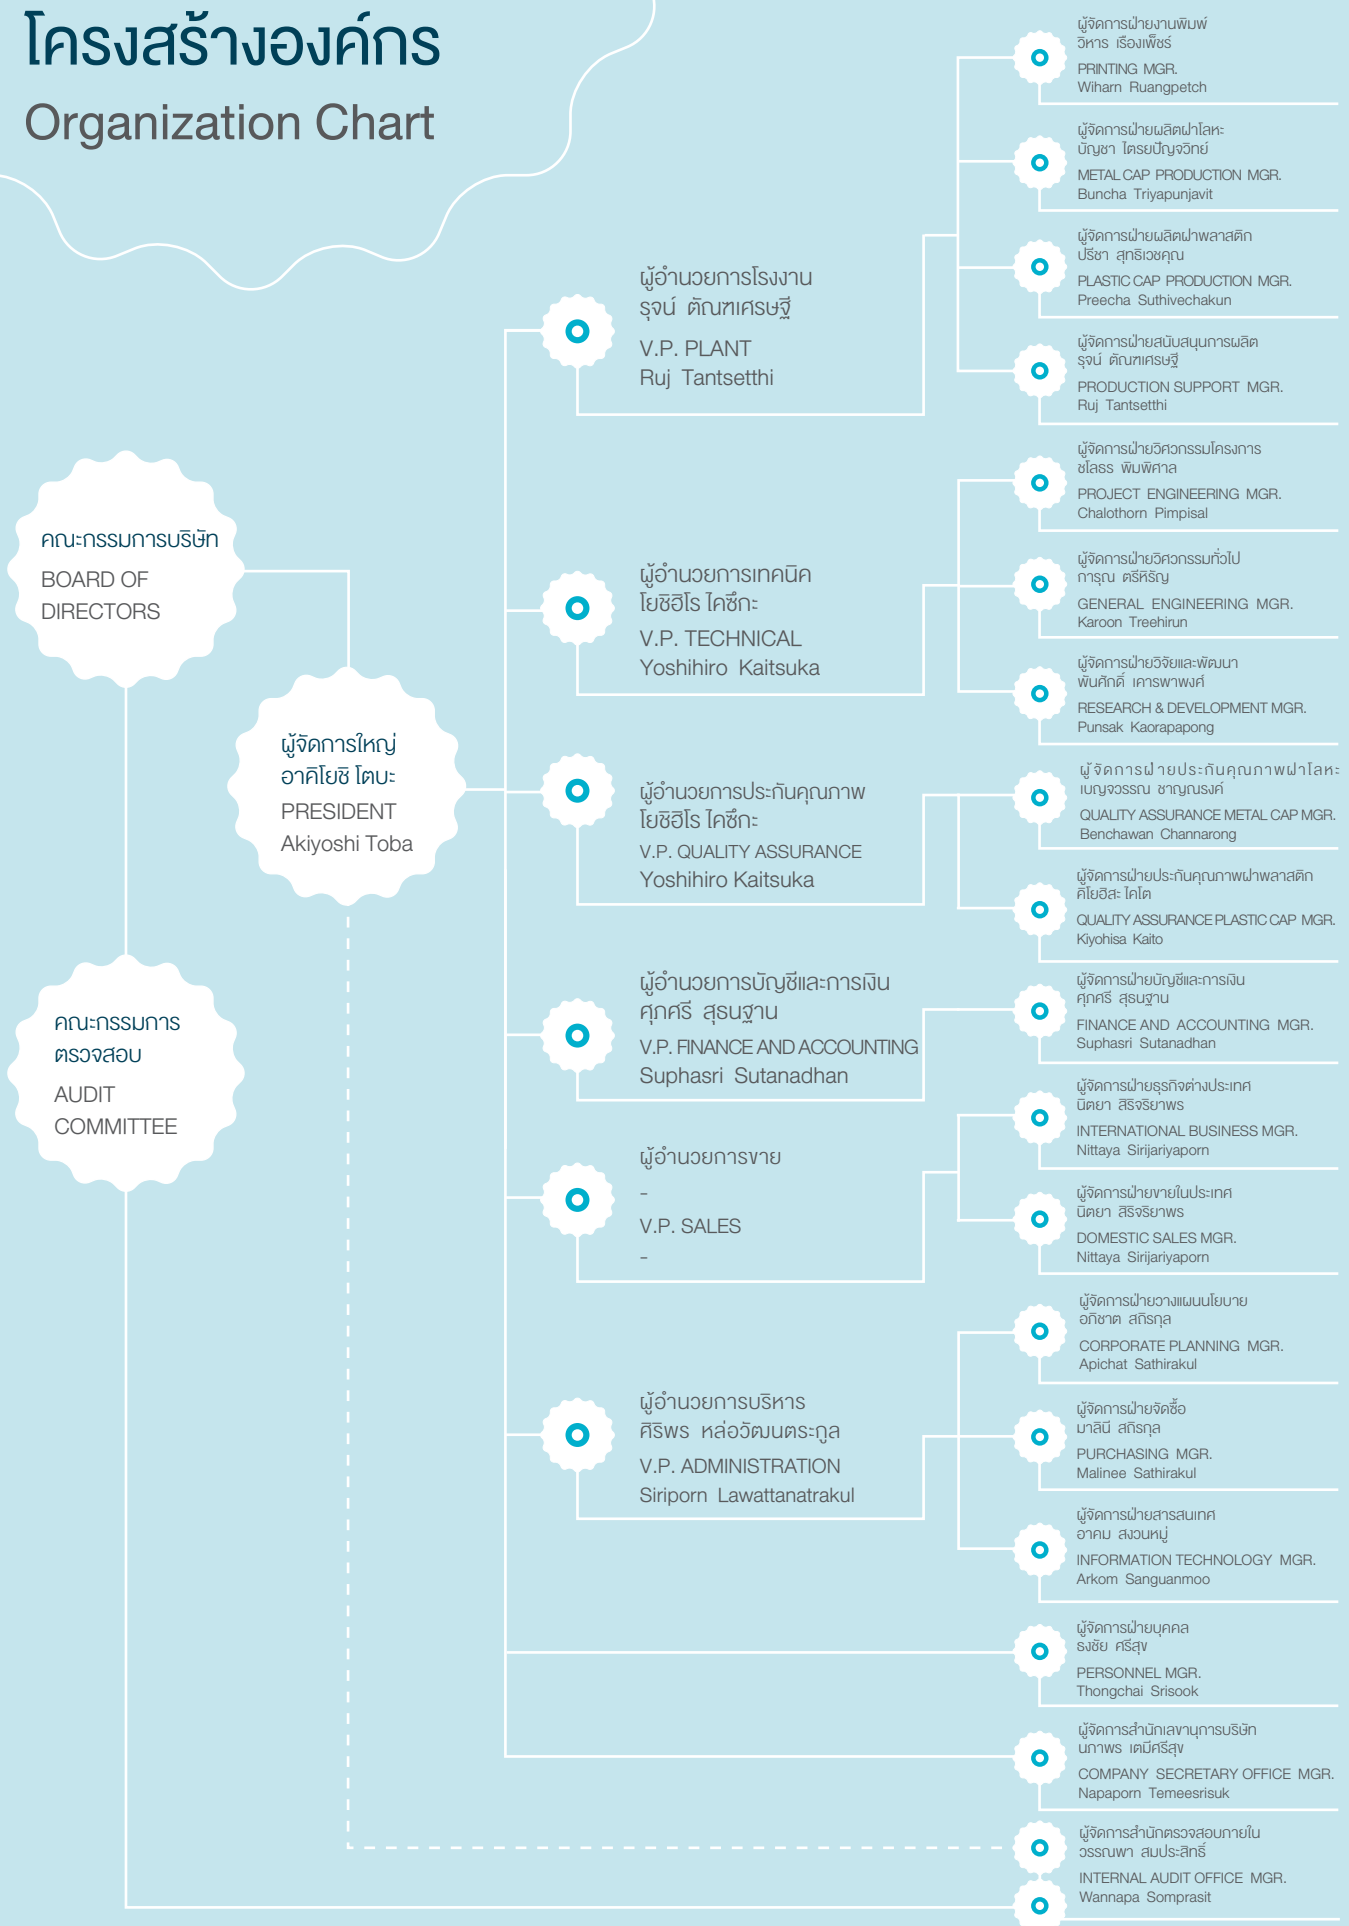 โครงสร้างองค์กร
Organization Chart
คณะกรรมการบริษัท
BOARD OF
DIRECTORS
ผู้จัดการใหญ่
อาคิโยชิ โตบะ
PRESIDENT
Akiyoshi Toba
คณะกรรมการ
ตรวจสอบ
AUDIT
COMMITTEE
ผู้อำนวยการโรงงาน
รุจน์ ตัณฑเศรษฐี
V.P. PLANT
Ruj Tantsetthi
ผู้อำนวยการเทคนิค
โยชิฮิโร ไคซึกะ
V.P. TECHNICAL
Yoshihiro Kaitsuka
ผู้อำนวยการประกันคุณภาพ
โยชิฮิโร ไคซึกะ
V.P. QUALITY ASSURANCE
Yoshihiro Kaitsuka
ผู้อำนวยการบัญชีและการเงิน
ศุภศรี สุธนฐาน
V.P. FINANCE AND ACCOUNTING
Suphasri Sutanadhan
ผู้อำนวยการขาย
-
V.P. SALES
-
ผู้อำนวยการบริหาร
ศิริพร หล่อวัฒนตระกูล
V.P. ADMINISTRATION
Siriporn Lawattanatrakul
ผู้จัดการฝ่ายงานพิมพ์
วิหาร เรืองเพ็ชร์
PRINTING MGR.
Wiharn Ruangpetch
ผู้จัดการฝ่ายผลิตฝาโลหะ
บัญชา ไตรยปัญจวิทย์
METAL CAP PRODUCTION MGR.
Buncha Triyapunjavit
ผู้จัดการฝ่ายผลิตฝาพลาสติก
ปรีชา สุทธิเวชคุณ
PLASTIC CAP PRODUCTION MGR.
Preecha Suthivechakun
ผู้จัดการฝ่ายสนับสนุนการผลิต
รุจน์ ตัณฑเศรษฐี
PRODUCTION SUPPORT MGR.
Ruj Tantsetthi
ผู้จัดการฝ่ายวิศวกรรมโครงการ
ชโลธร พิมพิศาล
PROJECT ENGINEERING MGR.
Chalothorn Pimpisal
ผู้จัดการฝ่ายวิศวกรรมทั่วไป
การุณ ตรีหิรัญ
GENERAL ENGINEERING MGR.
Karoon Treehirun
ผู้จัดการฝ่ายวิจัยและพัฒนา
พันศักดิ์ เคารพาพงศ์
RESEARCH & DEVELOPMENT MGR.
Punsak Kaorapapong
ผู้จัดการฝ่ายประกันคุณภาพฝาโลหะ
เบญจวรรณ ชาญณรงค์
QUALITY ASSURANCE METAL CAP MGR.
Benchawan Channarong
ผู้จัดการฝ่ายประกันคุณภาพฝาพลาสติก
คิโยฮิสะ ไคโต
QUALITY ASSURANCE PLASTIC CAP MGR.
Kiyohisa Kaito
ผู้จัดการฝ่ายบัญชีและการเงิน
ศุภศรี สุธนฐาน
FINANCE AND ACCOUNTING MGR.
Suphasri Sutanadhan
ผู้จัดการฝ่ายธุรกิจต่างประเทศ
นิตยา สิริจริยาพร
INTERNATIONAL BUSINESS MGR.
Nittaya Sirijariyaporn
ผู้จัดการฝ่ายขายในประเทศ
นิตยา สิริจริยาพร
DOMESTIC SALES MGR.
Nittaya Sirijariyaporn
ผู้จัดการฝ่ายวางแผนนโยบาย
อภิชาต สถิรกุล
CORPORATE PLANNING MGR.
Apichat Sathirakul
ผู้จัดการฝ่ายจัดซื้อ
มาลินี สถิรกุล
PURCHASING MGR.
Malinee Sathirakul
ผู้จัดการฝ่ายสารสนเทศ
อาคม สงวนหมู่
INFORMATION TECHNOLOGY MGR.
Arkom Sanguanmoo
ผู้จัดการฝ่ายบุคคล
ธงชัย ศรีสุข
PERSONNEL MGR.
Thongchai Srisook
ผู้จัดการสำนักเลขานุการบริษัท
นภาพร เตมีศรีสุข
COMPANY SECRETARY OFFICE MGR.
Napaporn Temeesrisuk
ผู้จัดการสำนักตรวจสอบภายใน
วรรณพา สมประสิทธิ์
INTERNAL AUDIT OFFICE MGR.
Wannapa Somprasit